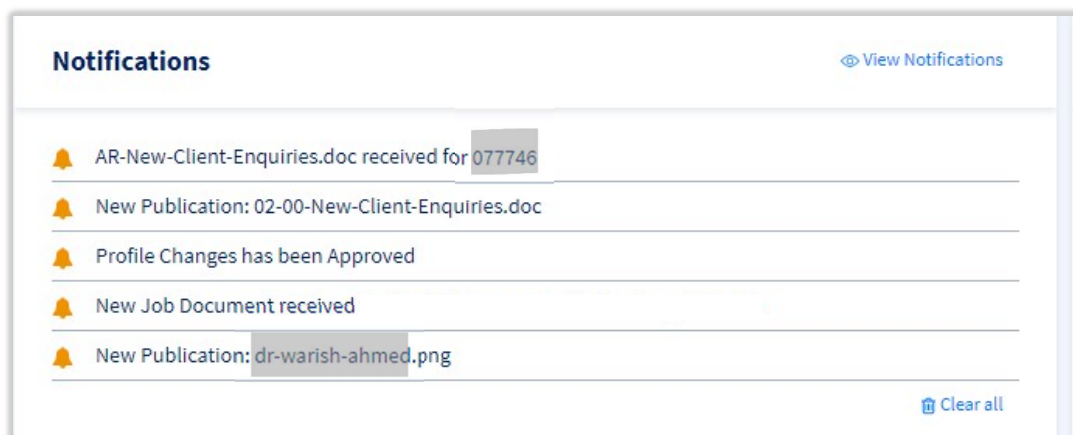 Notifications
View Notifications
AR-New-Client-Enquiries.doc received for 077746
New Publication: 02-00-New-Client-Enquiries.doc
Profile Changes has been Approved
New Job Document received
New Publication: dr-warish-ahmed.png
Clear all